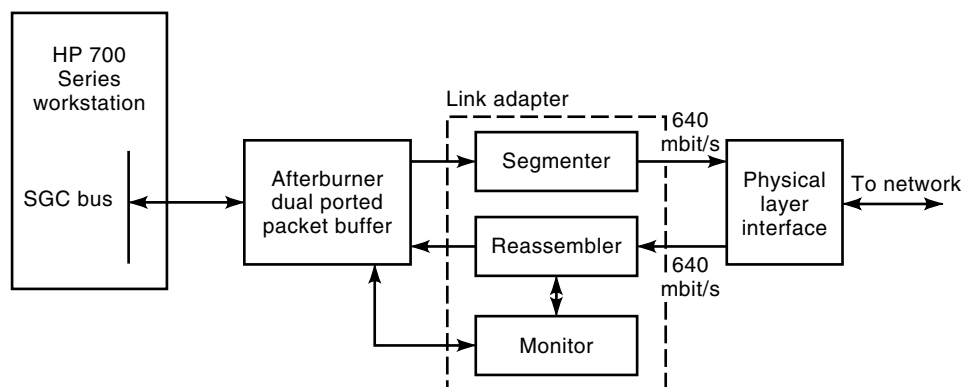 HP 700
Series
workstation
SGC bus
Afterburner
dual ported
packet buffer
Link adapter
Segmenter
Reassembler
Monitor
640
mbit/s
640
mbit/s
Physical
layer
interface
To network